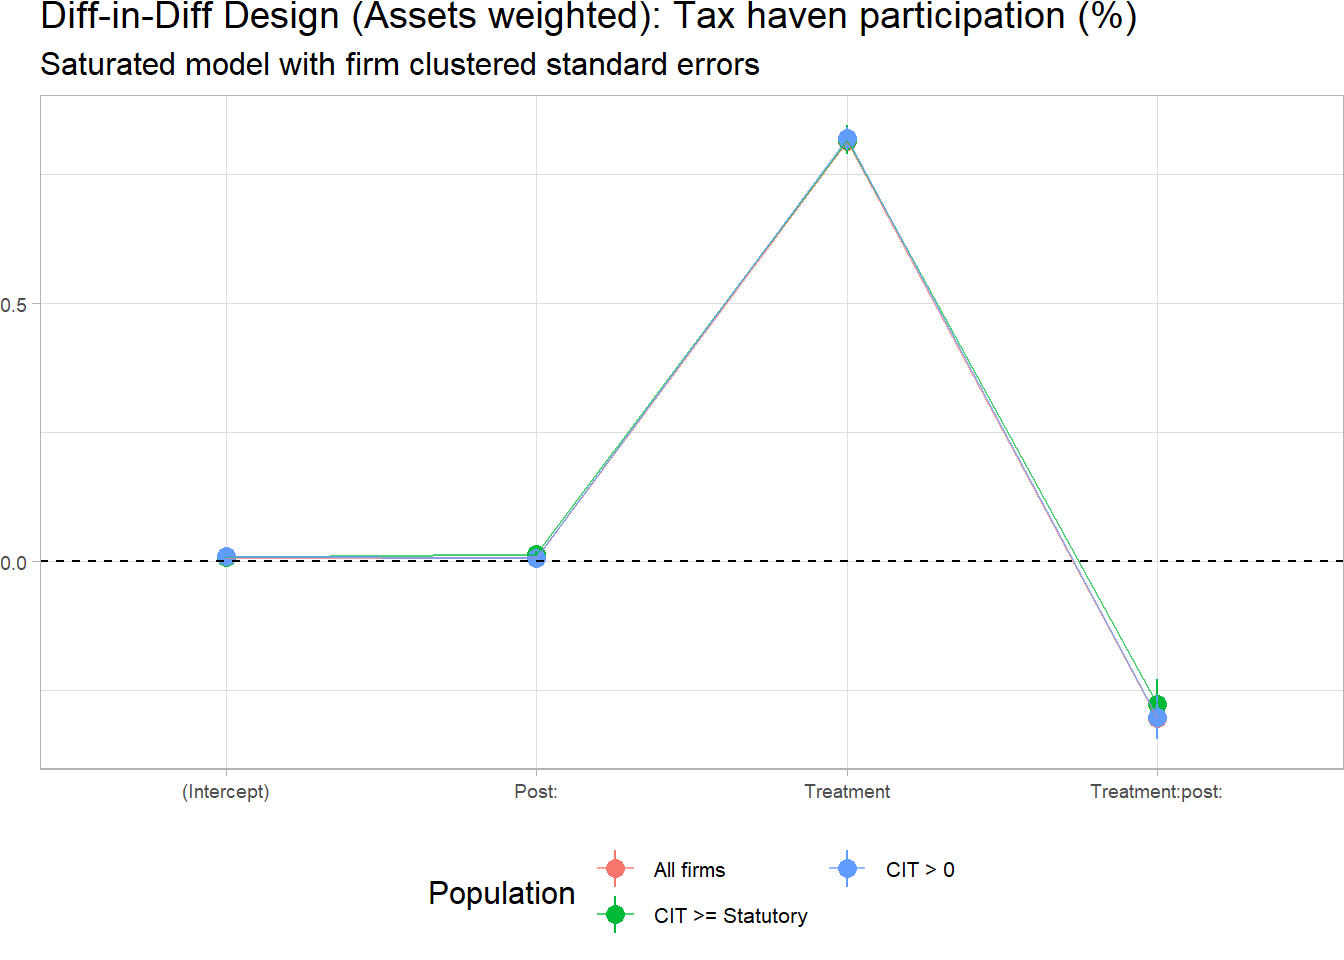 Diff-in-Diff Design (Assets weighted): Tax haven participation (%)
Saturated model with firm clustered standard errors
0.5
0.0
(Intercept)
Post:
Treatment
Treatment:post:
Population
All firms
CIT > 0
CIT >= Statutory